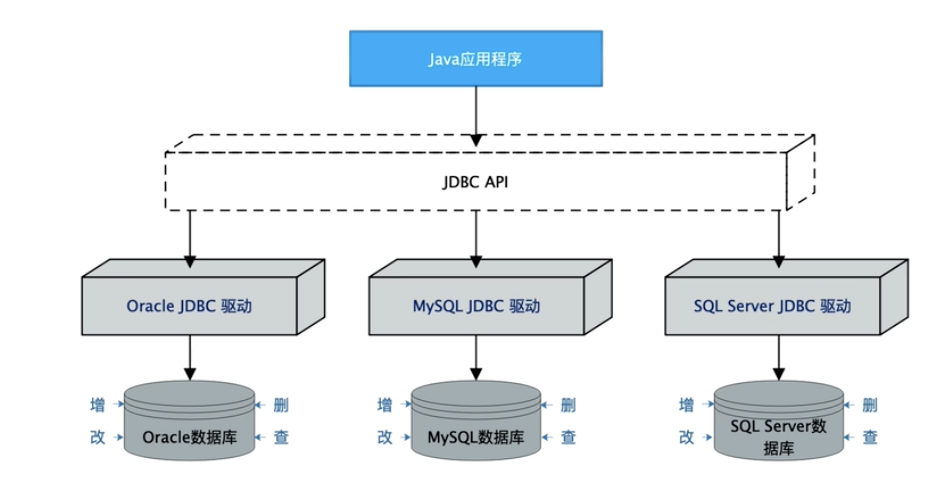 Java应用程序
JDBC API
Oracle JDBC 驱动
MySQL JDBC 驱动
SQL Server JDBC 驱动
增
删
改
查
Oracle数据库
增
删
改
查
MySQL数据库
增
删
改
查
SQL Server数
据库